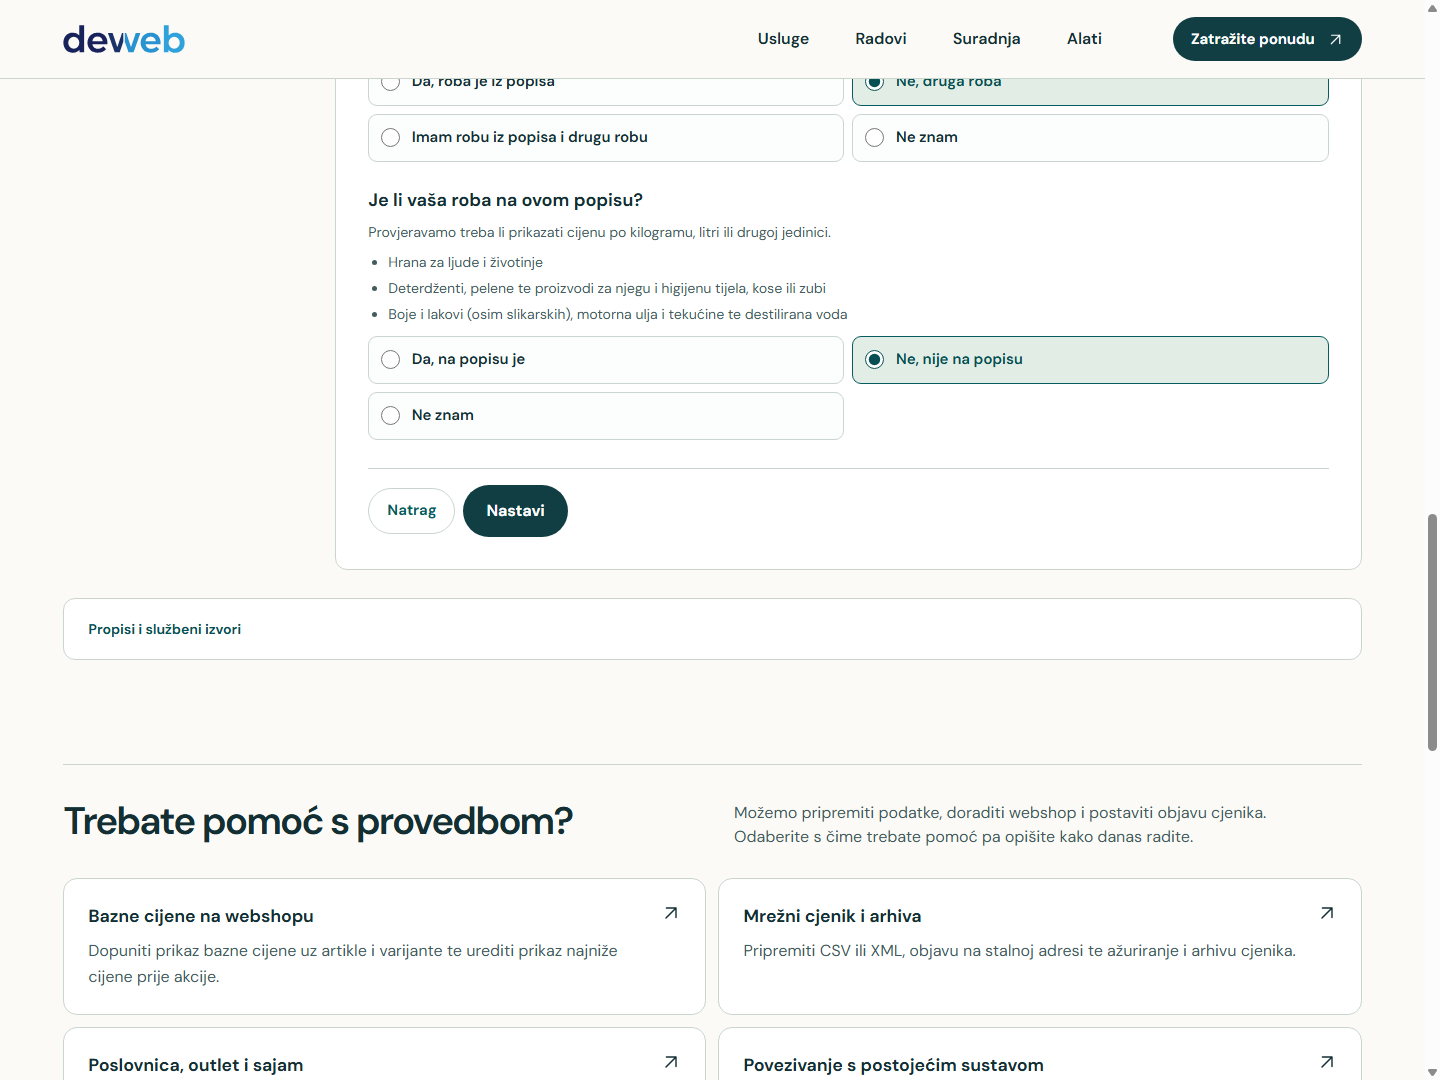 devveb
Usluge
Radovi
Suradnja
Alati
Zatražite ponudu
Da, roba je iz popisa
Ne, druga roba
Imam robu iz popisa i drugu robu
Ne znam
Je li vaša roba na ovom popisu?
Provjeravamo treba li prikazati cijenu po kilogramu, litri ili drugoj jedinici.
Hrana za ljude i životinje
Deterdženti, pelene te proizvodi za njegu i higijenu tijela, kose ili zubi
Boje i lakovi (osim slikarskih), motorna ulja i tekućine te destilirana voda
Da, na popisu je
Ne, nije na popisu
Ne znam
Natrag
Nastavi
Propisi i službeni izvori
Trebate pomoć s provedbom?
Možemo pripremiti podatke, doraditi webshop i postaviti objavu cjenika.
Odaberite s čime trebate pomoć pa opišite kako danas radite.
Bazne cijene na webshopu
Dopuniti prikaz bazne cijene uz artikle i varijante te urediti prikaz najniže
cijene prije akcije.
Mrežni cjenik i arhiva
Pripremiti CSV ili XML, objavu na stalnoj adresi te ažuriranje i arhivu cjenika.
Poslovnica, outlet i sajam
Povezivanje s postojećim sustavom